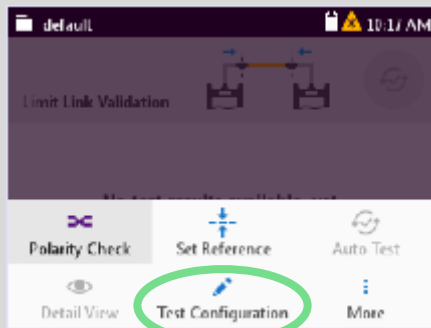 default
10:17 AM
Limit Link Validation
No test results available, yet
Polarity Check
Set Reference
Auto Test
Detail View
Test Configuration
More